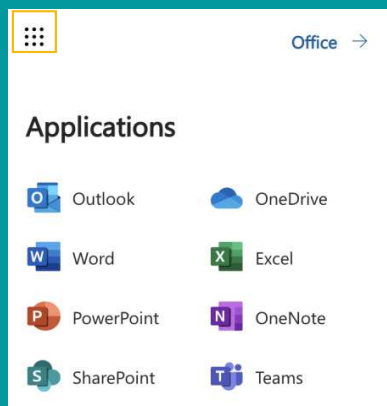 Office →
Applications
Outlook OneDrive
Word Excel
PowerPoint OneNote
SharePoint Teams